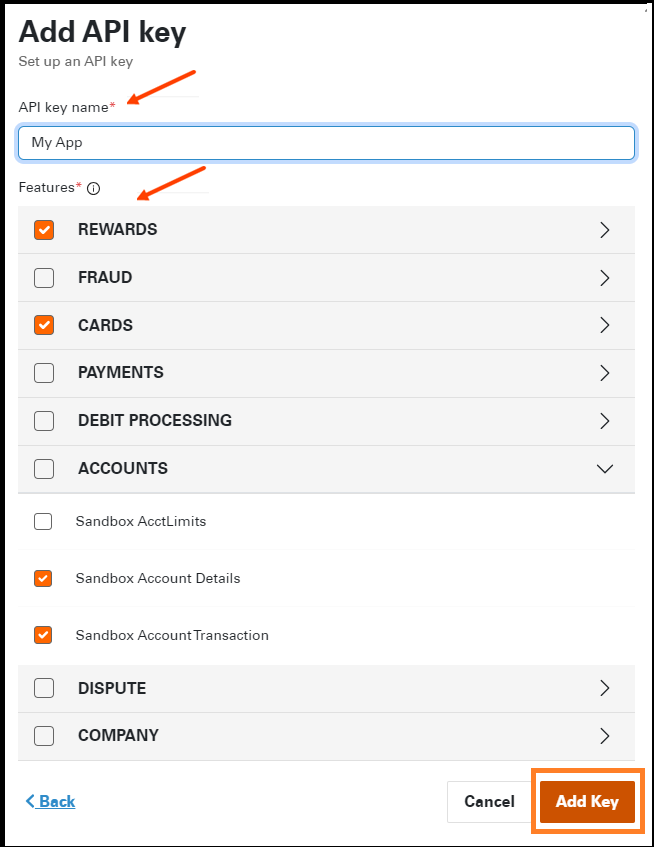 Add API key
Set up an API key
API key name*
My App
Features*
REWARDS
FRAUD
CARDS
PAYMENTS
DEBIT PROCESSING
ACCOUNTS
Sandbox AcctLimits
Sandbox Account Details
Sandbox AccountTransaction
DISPUTE
COMPANY
Back Cancel Add Key